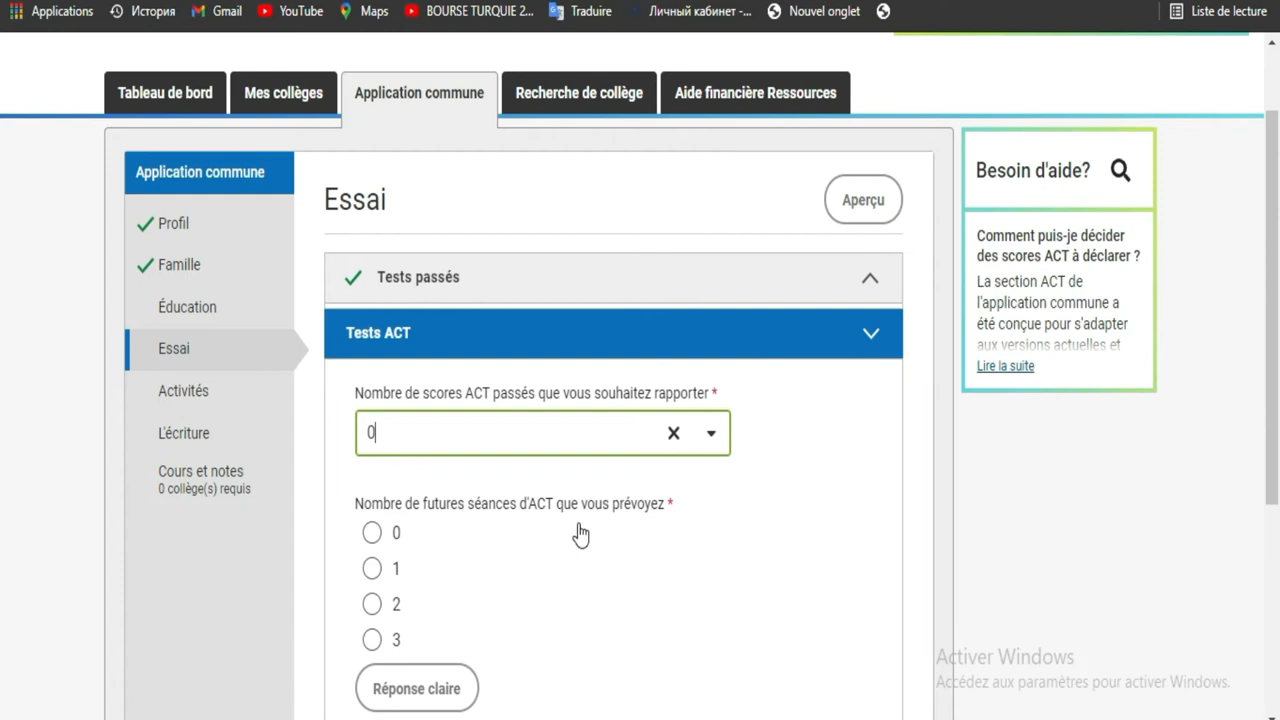 Applications История Gmail YouTube Maps BOURSE TURQUIE 2... Traduire Личный кабинет -... Nouvel onglet Liste de lecture
Tableau de bord Mes collèges Application commune Recherche de collège Aide financière Ressources
Application commune
Profil
Famille
Éducation
Essai
Activités
L'écriture
Cours et notes
0 collège(s) requis
Essai
Aperçu
Tests passés
Tests ACT
Nombre de scores ACT passés que vous souhaitez rapporter *
0
Nombre de futures séances d'ACT que vous prévoyez *
0
1
2
3
Réponse claire
Besoin d'aide?
Comment puis-je décider
des scores ACT à déclarer ?
La section ACT de
l'application commune a
été conçue pour s'adapter
aux versions actuelles et
Lire la suite
Activer Windows
Accédez aux paramètres pour activer Windows.